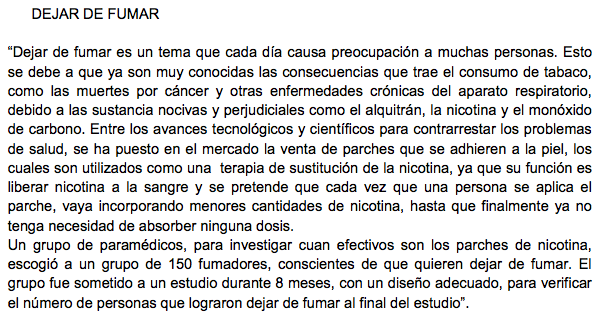 DEJAR DE FUMAR
“Dejar de fumar es un tema que cada día causa preocupación a muchas personas. Esto
se debe a que ya son muy conocidas las consecuencias que trae el consumo de tabaco,
como las muertes por cáncer y otras enfermedades crónicas del aparato respiratorio,
debido a las sustancia nocivas y perjudiciales como el alquitrán, la nicotina y el monóxido
de carbono. Entre los avances tecnológicos y científicos para contrarrestar los problemas
de salud, se ha puesto en el mercado la venta de parches que se adhieren a la piel, los
cuales son utilizados como una terapia de sustitución de la nicotina, ya que su función es
liberar nicotina a la sangre y se pretende que cada vez que una persona se aplica el
parche, vaya incorporando menores cantidades de nicotina, hasta que finalmente ya no
tenga necesidad de absorber ninguna dosis.
Un grupo de paramédicos, para investigar cuan efectivos son los parches de nicotina,
escogió a un grupo de 150 fumadores, conscientes de que quieren dejar de fumar. El
grupo fue sometido a un estudio durante 8 meses, con un diseño adecuado, para verificar
el número de personas que lograron dejar de fumar al final del estudio”.